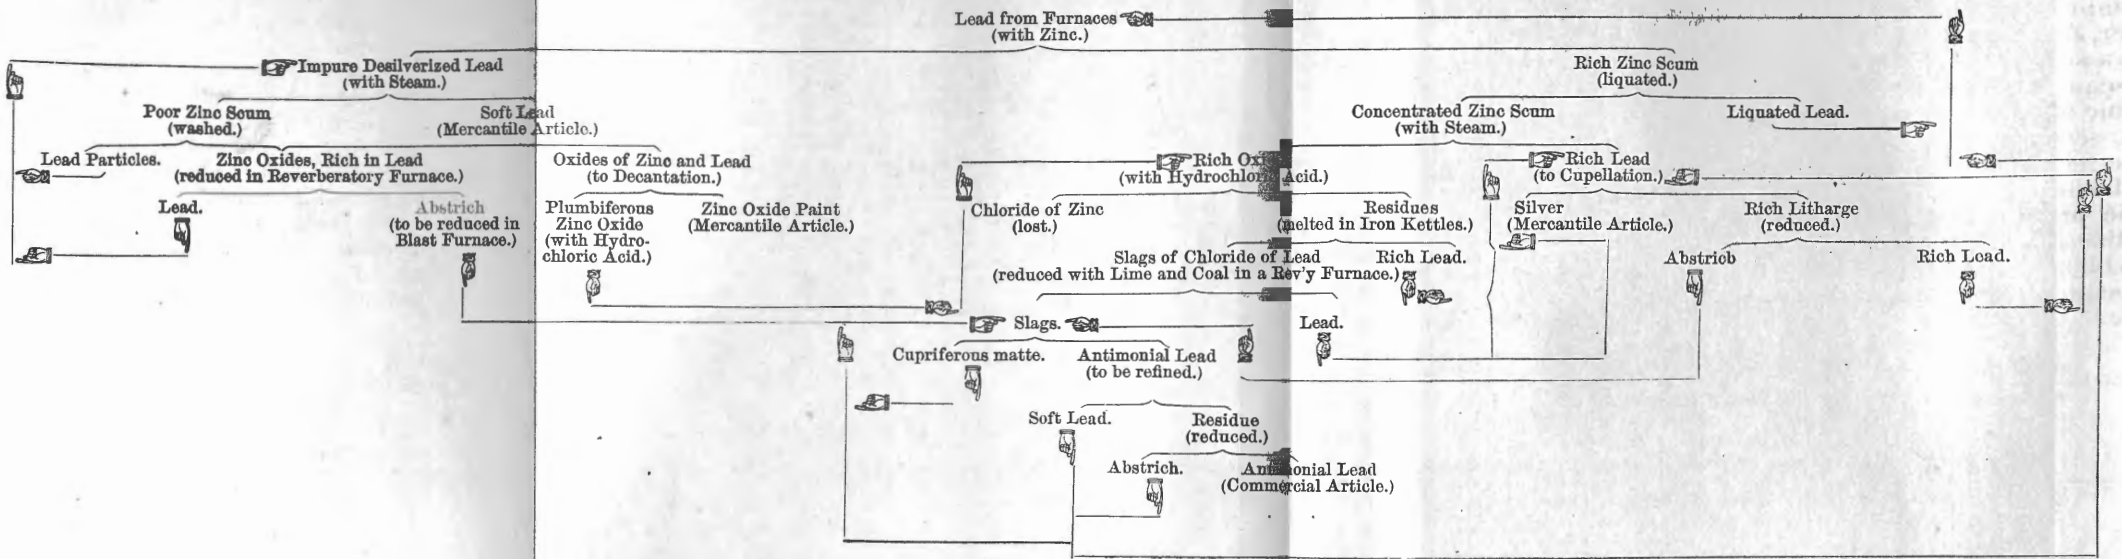 Lead from Furnaces
(with Zinc.)
Impure Desilverized Lead
(with Steam.)
Rich Zinc Scum
(liquated.)
Poor Zinc Scum
(washed.)
Soft Lead
(Mercantile Article.)
Concentrated Zinc Scum
(with Steam.)
Liquated Lead.
Lead Particles.
Zinc Oxides, Rich in Lead
(reduced in Reverberatory Furnace.)
Oxides of Zinc and Lead
(to Decantation.)
Rich
(with Hydrochloric Acid.)
Rich Lead
(to Cupellation.)
Lead.
Abstrich
(to be reduced in
Blast Furnace.)
Plumbiferous
Zinc Oxide
(with Hydro-
chloric Acid.)
Zinc Oxide Paint
(Mercantile Article.)
Chloride of Zinc
(lost.)
Residues
(melted in Iron Kettles.)
Silver
(Mercantile Article.)
Rich Litharge
(reduced.)
Slags of Chloride of Lead
(reduced with Lime and Coal in a Rev'y Furnace.)
Rich Lead.
Abstrich
Rich Lead.
Slags.
Lead.
Cupriferous matte.
Antimonial Lead
(to be refined.)
Soft Lead.
Residue
(reduced.)
Abstrich.
Antimonial Lead
(Commercial Article.)